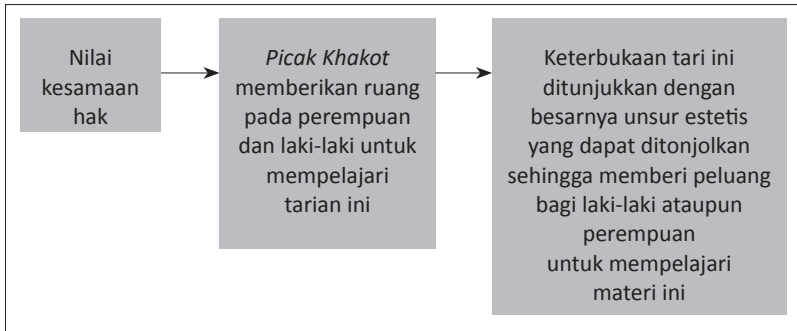 Nilai
kesamaan
hak
Picak Khakot
memberikan ruang
pada perempuan
dan laki-laki untuk
mempelajari
tarian ini
Keterbukaan tari ini
ditunjukkan dengan
besarnya unsur estetis
yang dapat ditonjolkan
sehingga memberi peluang
bagi laki-laki ataupun
perempuan
untuk mempelajari
materi ini